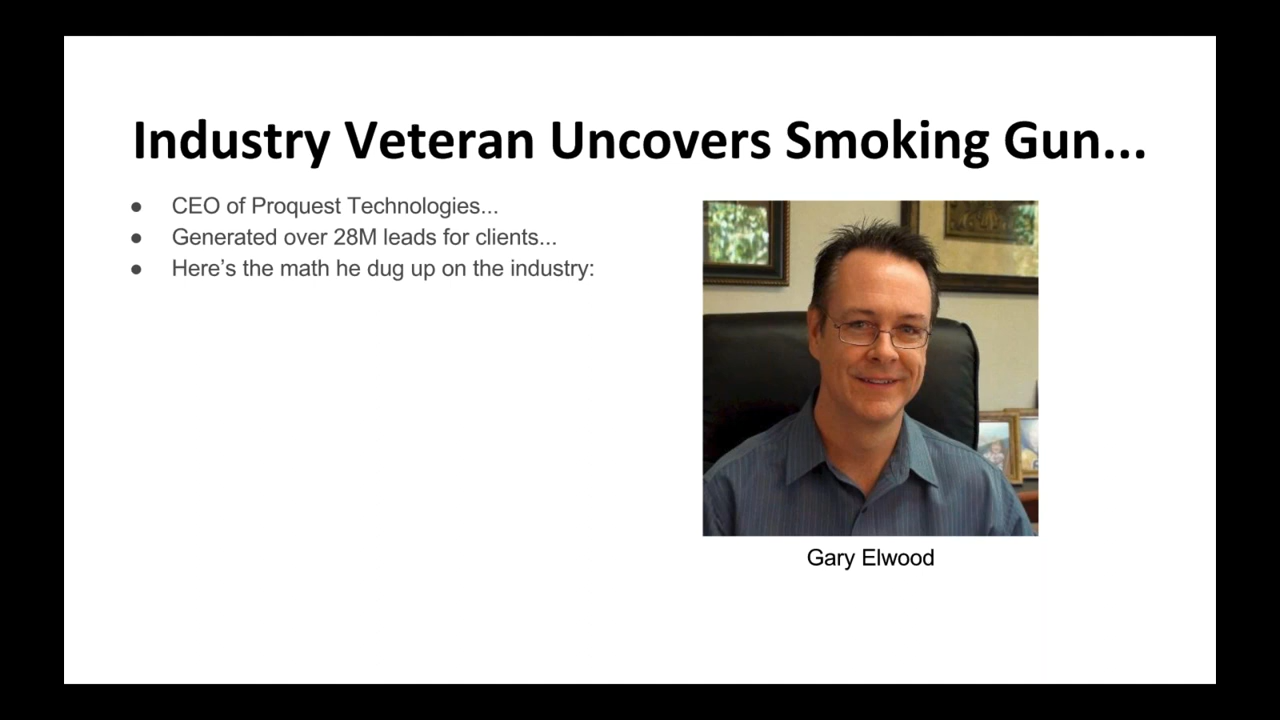 Industry Veteran Uncovers Smoking Gun...
● CEO of Proquest Technologies...
● Generated over 28M leads for clients...
● Here’s the math he dug up on the industry:
Gary Elwood